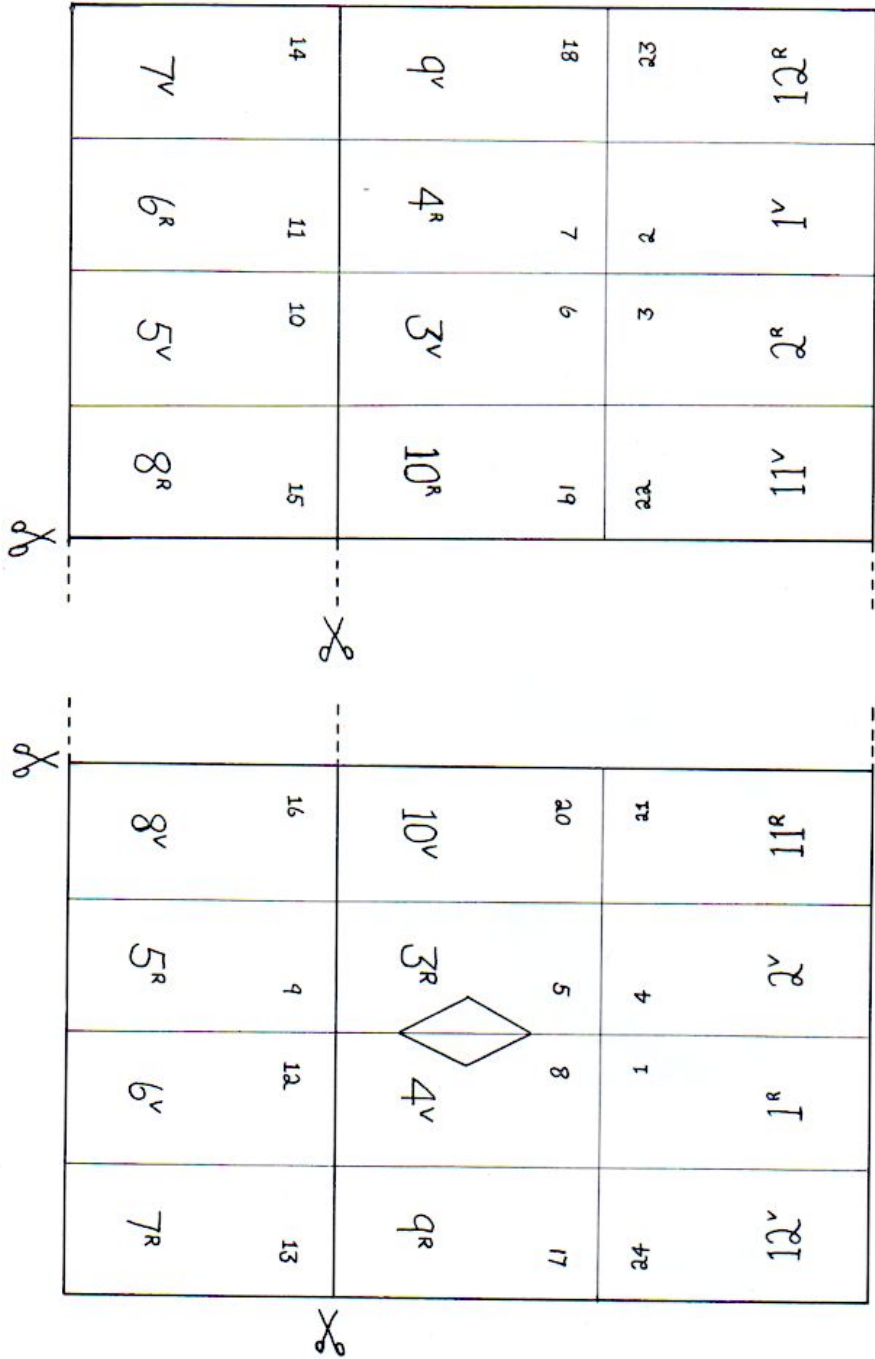 12ᴿ 1ⱽ 2ᴿ 11ⱽ
23 2 3 22
18 7 6 19
9ⱽ 4ᴿ 3ⱽ 10ᴿ
14 11 10 15
7ⱽ 6ᴿ 5ⱽ 8ᴿ
11ᴿ 2ⱽ 1ᴿ 12ⱽ
21 4 1 24
20 5 8 17
10ⱽ 3ᴿ 4ⱽ 9ᴿ
16 9 12 13
8ⱽ 5ᴿ 6ⱽ 7ᴿ